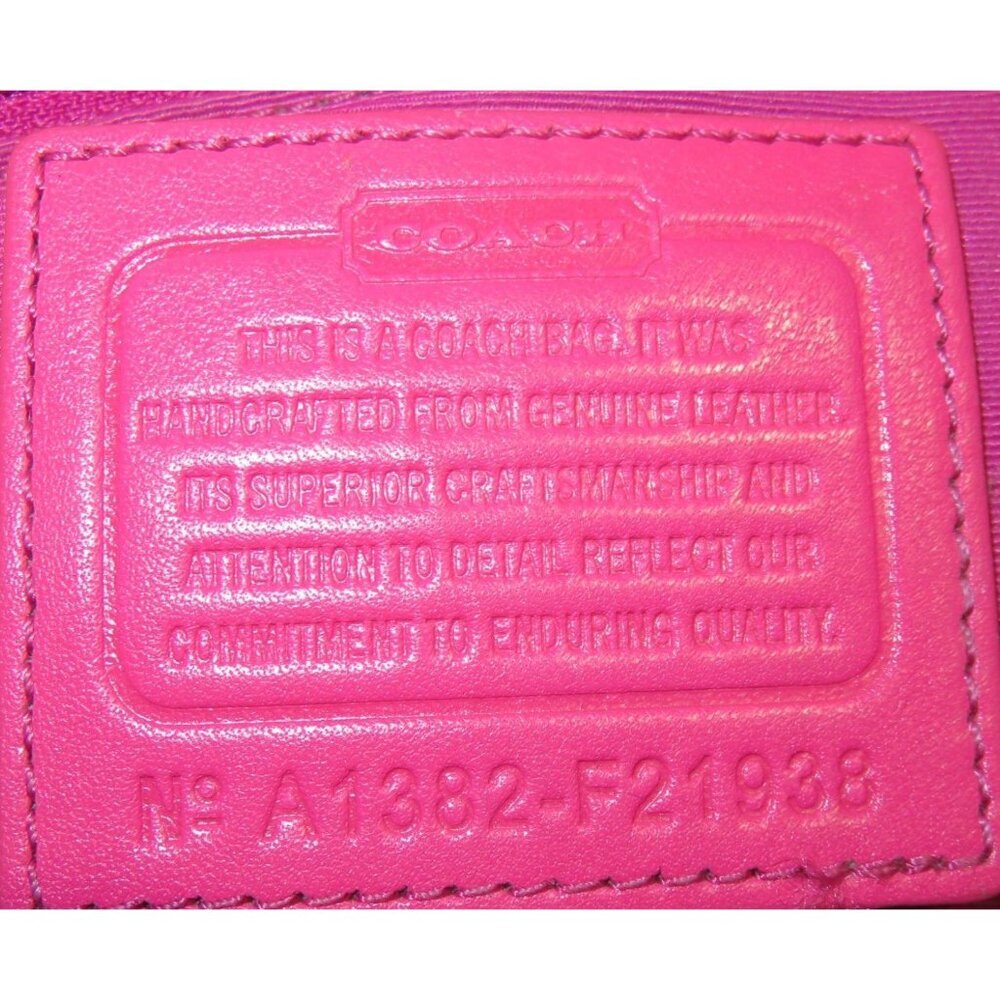 COACH
THIS IS A COACH BAG. IT WAS
HANDCRAFTED FROM GENUINE LEATHER.
ITS SUPERIOR CRAFTSMANSHIP AND
ATTENTION TO DETAIL REFLECT OUR
COMMITMENT TO ENDURING QUALITY.
Nº A1382-F21938